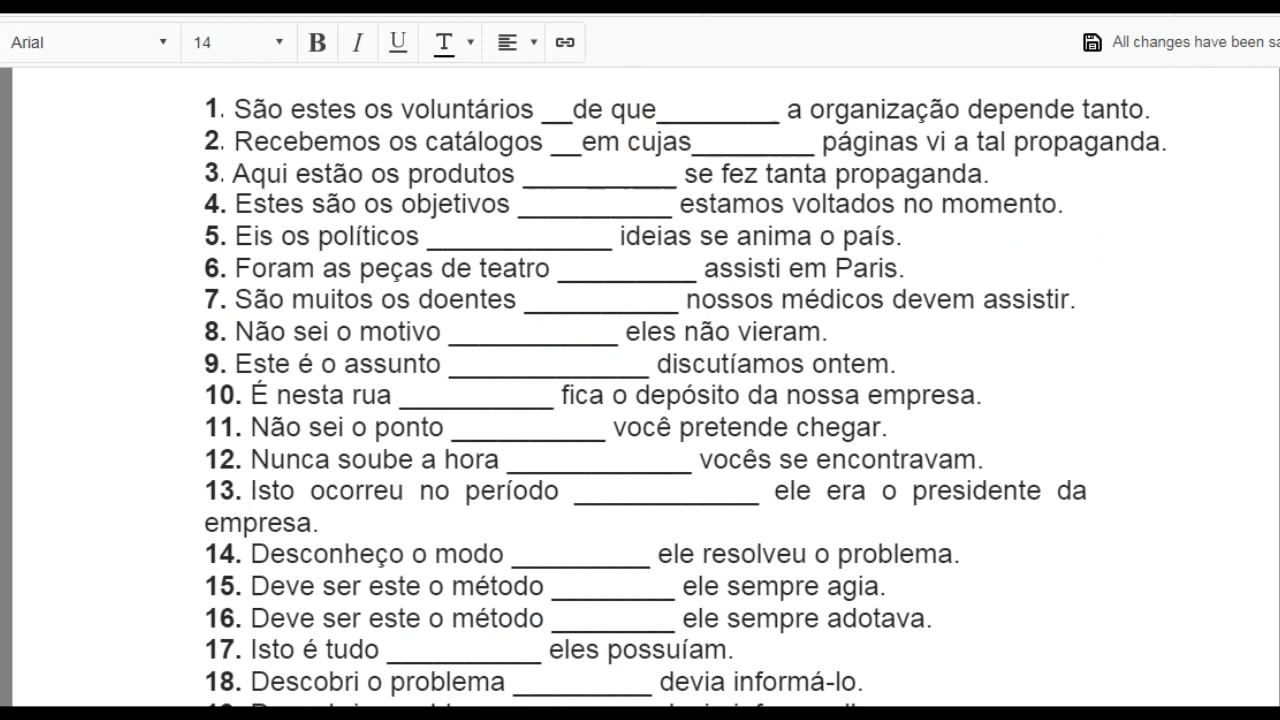 Arial 14 B I U T All changes have been
1. São estes os voluntários __de que________ a organização depende tanto.
2. Recebemos os catálogos __em cujas________ páginas vi a tal propaganda.
3. Aqui estão os produtos __________ se fez tanta propaganda.
4. Estes são os objetivos __________ estamos voltados no momento.
5. Eis os políticos ____________ ideias se anima o país.
6. Foram as peças de teatro _________ assisti em Paris.
7. São muitos os doentes __________ nossos médicos devem assistir.
8. Não sei o motivo ___________ eles não vieram.
9. Este é o assunto _____________ discutíamos ontem.
10. É nesta rua __________ fica o depósito da nossa empresa.
11. Não sei o ponto __________ você pretende chegar.
12. Nunca soube a hora ____________ vocês se encontravam.
13. Isto ocorreu no período ____________ ele era o presidente da
empresa.
14. Desconheço o modo _________ ele resolveu o problema.
15. Deve ser este o método ________ ele sempre agia.
16. Deve ser este o método ________ ele sempre adotava.
17. Isto é tudo __________ eles possuíam.
18. Descobri o problema _________ devia informá-lo.